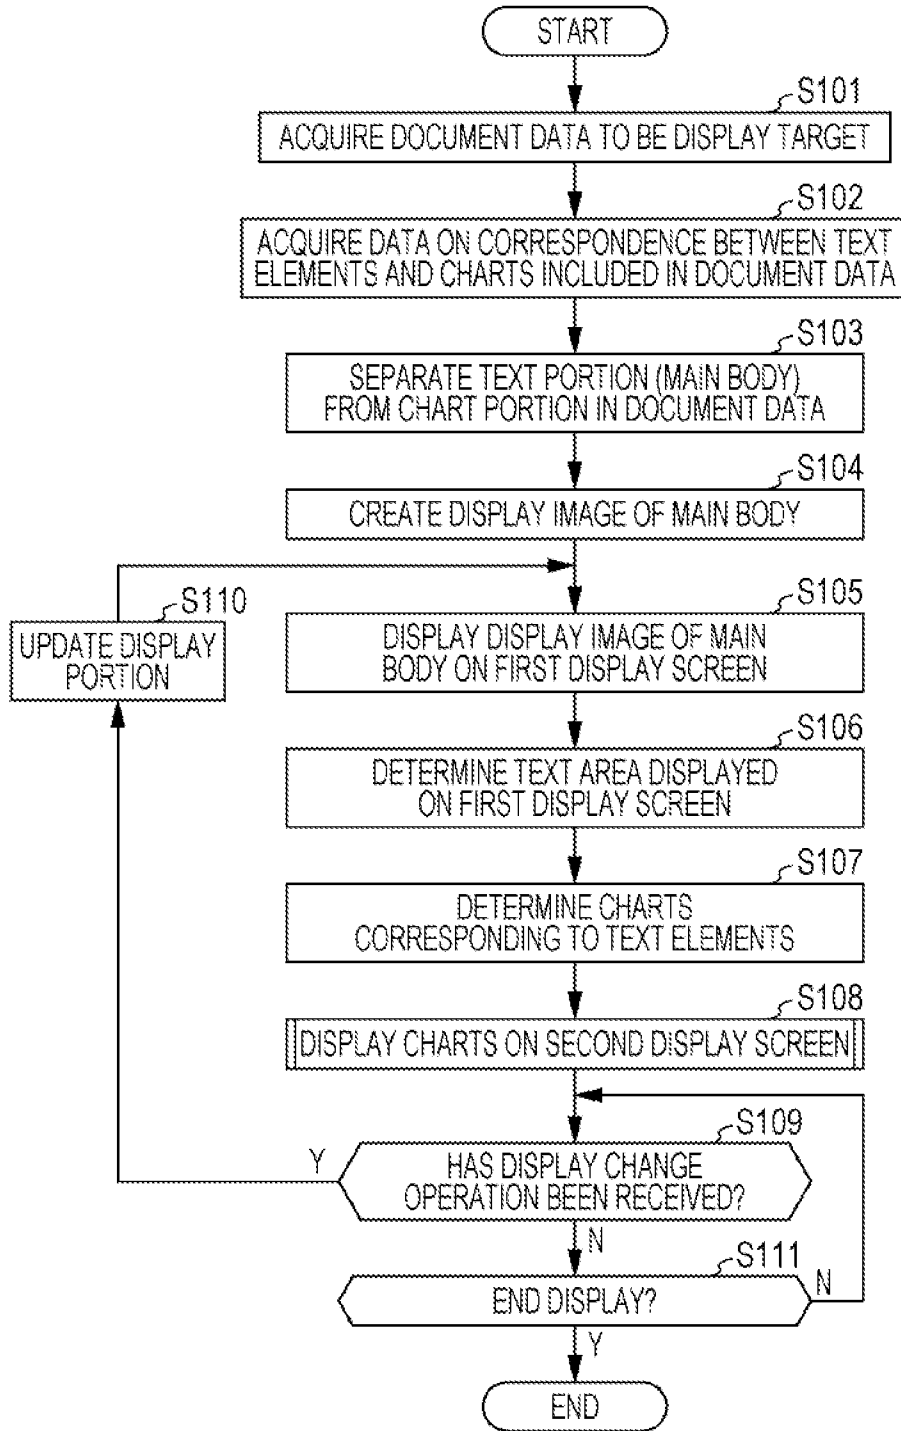 START
S101
ACQUIRE DOCUMENT DATA TO BE DISPLAY TARGET
S102
ACQUIRE DATA ON CORRESPONDENCE BETWEEN TEXT
ELEMENTS AND CHARTS INCLUDED IN DOCUMENT DATA
S103
SEPARATE TEXT PORTION (MAIN BODY)
FROM CHART PORTION IN DOCUMENT DATA
S104
CREATE DISPLAY IMAGE OF MAIN BODY
S110
UPDATE DISPLAY
PORTION
S105
DISPLAY DISPLAY IMAGE OF MAIN
BODY ON FIRST DISPLAY SCREEN
S106
DETERMINE TEXT AREA DISPLAYED
ON FIRST DISPLAY SCREEN
S107
DETERMINE CHARTS
CORRESPONDING TO TEXT ELEMENTS
S108
DISPLAY CHARTS ON SECOND DISPLAY SCREEN
S109
Y
HAS DISPLAY CHANGE
OPERATION BEEN RECEIVED?
N
S111
END DISPLAY?
N
Y
END